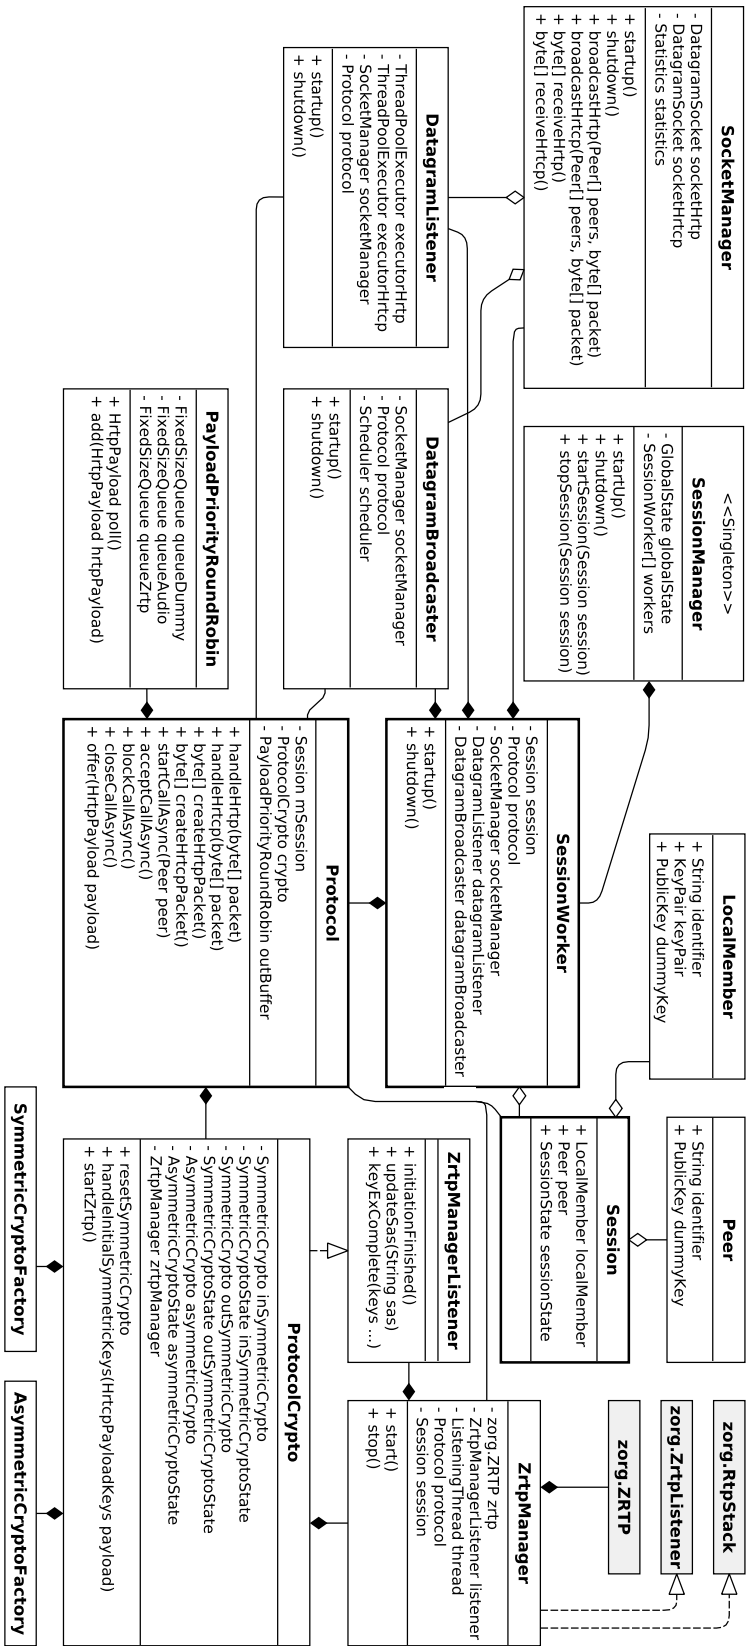 SocketManager
- DatagramSocket socketHrtp
- DatagramSocket socketHrtcp
- Statistics statistics
+ startup()
+ shutdown()
+ broadcastHrtp(Peer[] peers, byte[] packet)
+ broadcastHrtcp(Peer[] peers, byte[] packet)
+ byte[] receiveHrtp()
+ byte[] receiveHrtcp()
<<Singleton>>
SessionManager
- GlobalState globalState
- SessionWorker[] workers
+ startUp()
+ shutdown()
+ startSession(Session session)
+ stopSession(Session session)
LocalMember
+ String identifier
+ KeyPair keyPair
+ PublicKey dummyKey
Peer
+ String identifier
+ PublicKey dummyKey
zorg.RtpStack
zorg.ZrtpListener
zorg.ZRTP
DatagramListener
- ThreadPoolExecutor executorHrtp
- ThreadPoolExecutor executorHrtcp
- SocketManager socketManager
- Protocol protocol
+ startup()
+ shutdown()
DatagramBroadcaster
- SocketManager socketManager
- Protocol protocol
- Scheduler scheduler
+ startup()
+ shutdown()
SessionWorker
- Session session
- Protocol protocol
- SocketManager socketManager
- DatagramListener datagramListener
- DatagramBroadcaster datagramBroadcaster
+ startup()
+ shutdown()
Session
+ LocalMember localMember
+ Peer peer
+ SessionState sessionState
ZrtpManagerListener
+ initiationFinished()
+ updateSas(String sas)
+ keyExComplete(keys ...)
ZrtpManager
- zorg.ZRTP zrtp
- ZrtpManagerListener listener
- ListeningThread thread
- Protocol protocol
- Session session
+ start()
+ stop()
PayloadPriorityRoundRobin
- FixedSizeQueue queueDummy
- FixedSizeQueue queueAudio
- FixedSizeQueue queueZrtp
+ HrtpPayload poll()
+ add(HrtpPayload hrtpPayload)
Protocol
- Session mSession
- ProtocolCrypto crypto
- PayloadPriorityRoundRobin outBuffer
+ handleHrtp(byte[] packet)
+ handleHrtcp(byte[] packet)
+ byte[] createHrtpPacket()
+ byte[] createHrtcpPacket()
+ startCallAsync(Peer peer)
+ acceptCallAsync()
+ blockCallAsync()
+ closeCallAsync()
+ offer(HrtpPayload payload)
ProtocolCrypto
- SymmetricCrypto inSymmetricCrypto
- SymmetricCryptoState inSymmetricCryptoState
- SymmetricCrypto outSymmetricCrypto
- SymmetricCryptoState outSymmetricCryptoState
- AsymmetricCrypto asymmetricCrypto
- AsymmetricCryptoState asymmetricCryptoState
- ZrtpManager zrtpManager
+ resetSymmetricCrypto
+ handleInitialSymmetricKeys(HrtcpPayloadKeys payload)
+ startZrtp()
SymmetricCryptoFactory
AsymmetricCryptoFactory